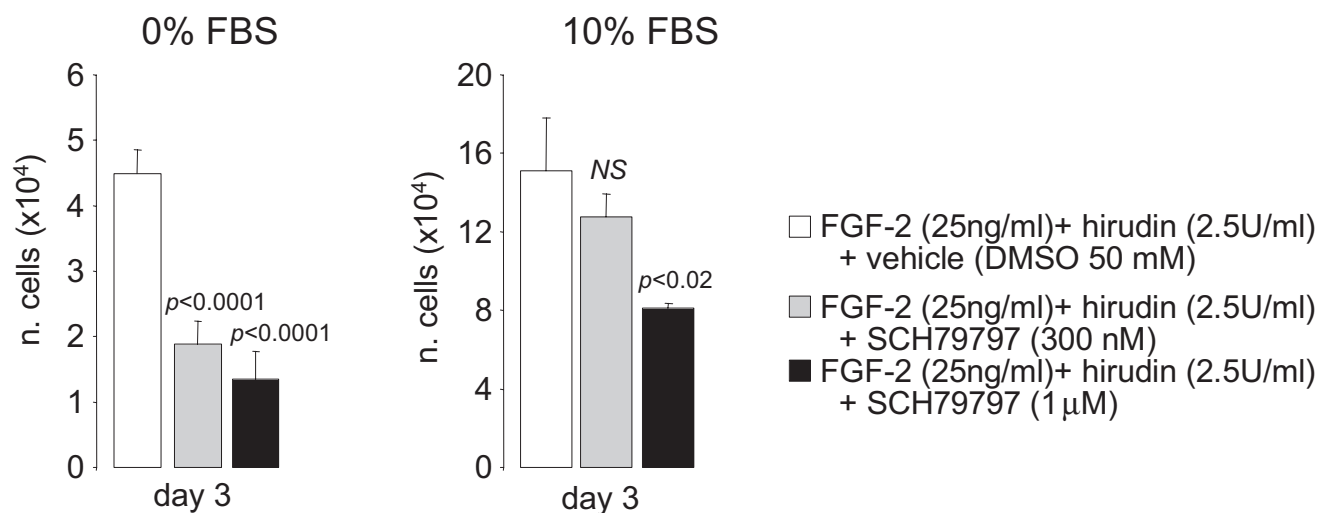 0% FBS
6
5
4
3
2
1
0
n. cells (x10⁴)
p<0.0001
p<0.0001
day 3
10% FBS
20
16
12
8
4
0
n. cells (x10⁴)
NS
p<0.02
day 3
FGF-2 (25ng/ml)+ hirudin (2.5U/ml)
+ vehicle (DMSO 50 mM)
FGF-2 (25ng/ml)+ hirudin (2.5U/ml)
+ SCH79797 (300 nM)
FGF-2 (25ng/ml)+ hirudin (2.5U/ml)
+ SCH79797 (1μM)